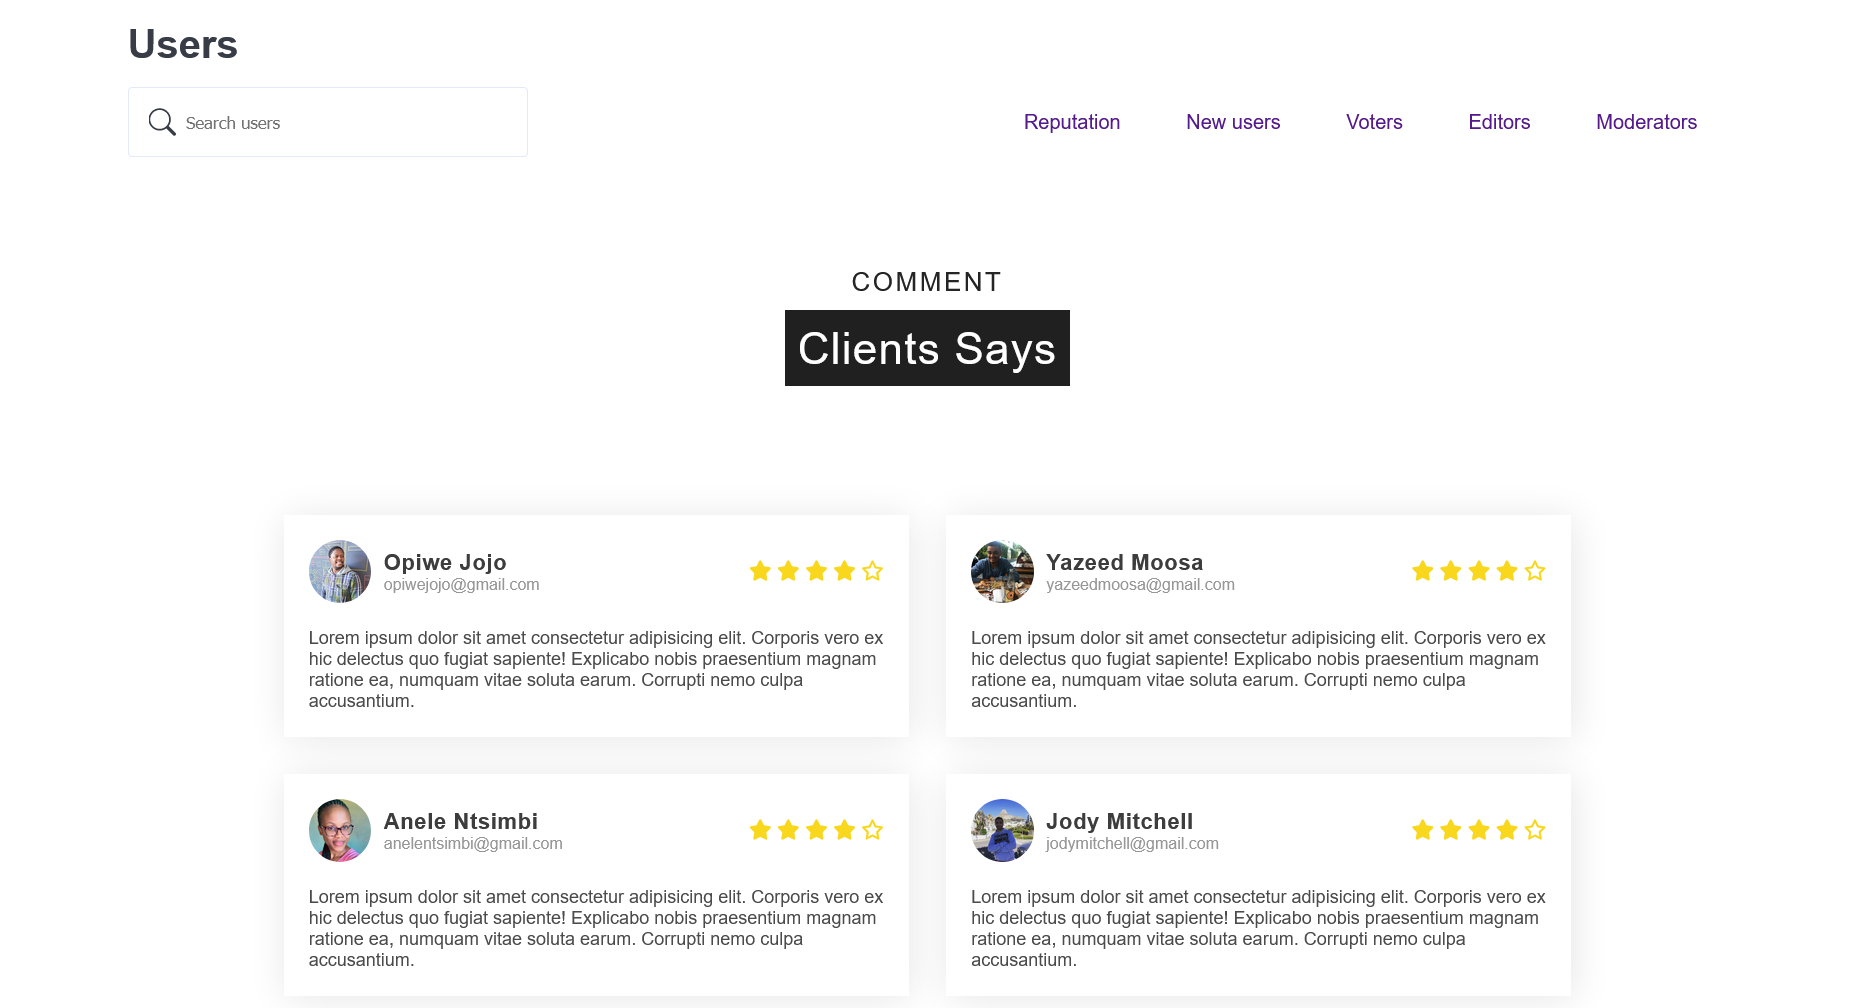 Users
Search users
Reputation New users Voters Editors Moderators
COMMENT
Clients Says
Opiwe Jojo
opiwejojo@gmail.com
Lorem ipsum dolor sit amet consectetur adipisicing elit. Corporis vero ex
hic delectus quo fugiat sapiente! Explicabo nobis praesentium magnam
ratione ea, numquam vitae soluta earum. Corrupti nemo culpa
accusantium.
Yazeed Moosa
yazeedmoosa@gmail.com
Lorem ipsum dolor sit amet consectetur adipisicing elit. Corporis vero ex
hic delectus quo fugiat sapiente! Explicabo nobis praesentium magnam
ratione ea, numquam vitae soluta earum. Corrupti nemo culpa
accusantium.
Anele Ntsimbi
anelentsimbi@gmail.com
Lorem ipsum dolor sit amet consectetur adipisicing elit. Corporis vero ex
hic delectus quo fugiat sapiente! Explicabo nobis praesentium magnam
ratione ea, numquam vitae soluta earum. Corrupti nemo culpa
accusantium.
Jody Mitchell
jodymitchell@gmail.com
Lorem ipsum dolor sit amet consectetur adipisicing elit. Corporis vero ex
hic delectus quo fugiat sapiente! Explicabo nobis praesentium magnam
ratione ea, numquam vitae soluta earum. Corrupti nemo culpa
accusantium.